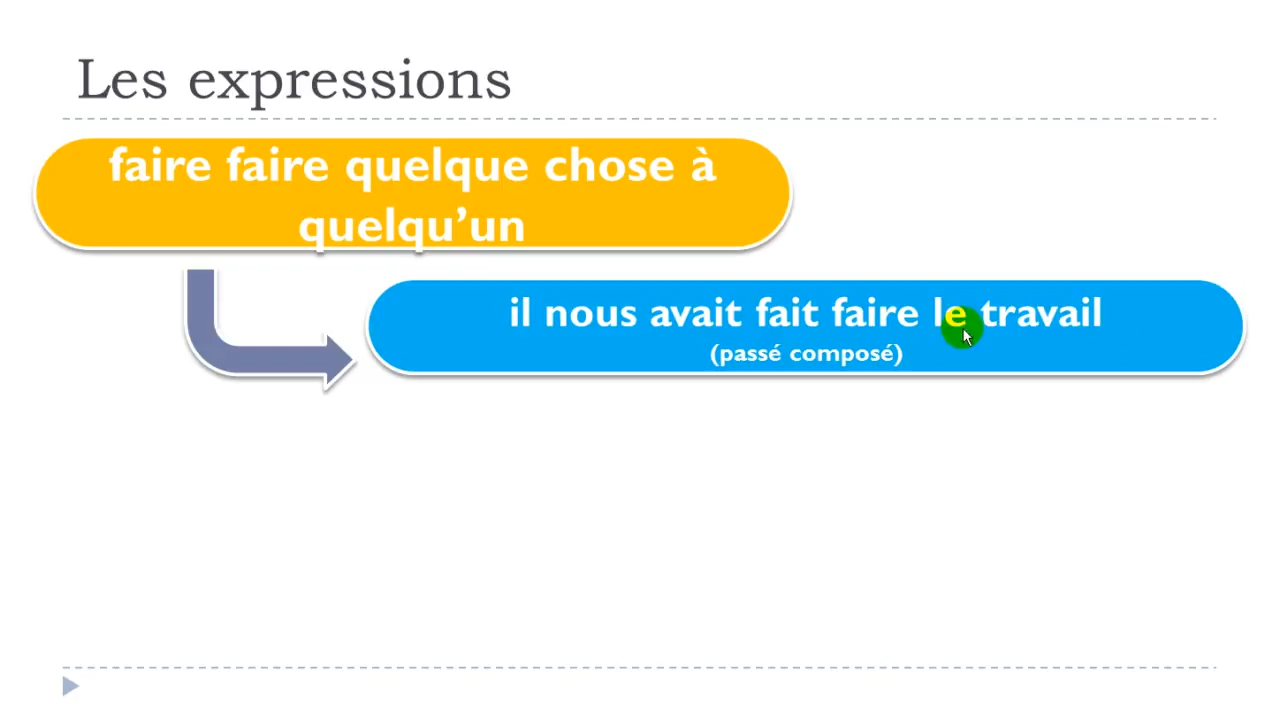 Les expressions
faire faire quelque chose à
quelqu’un
il nous avait fait faire le travail
(passé composé)